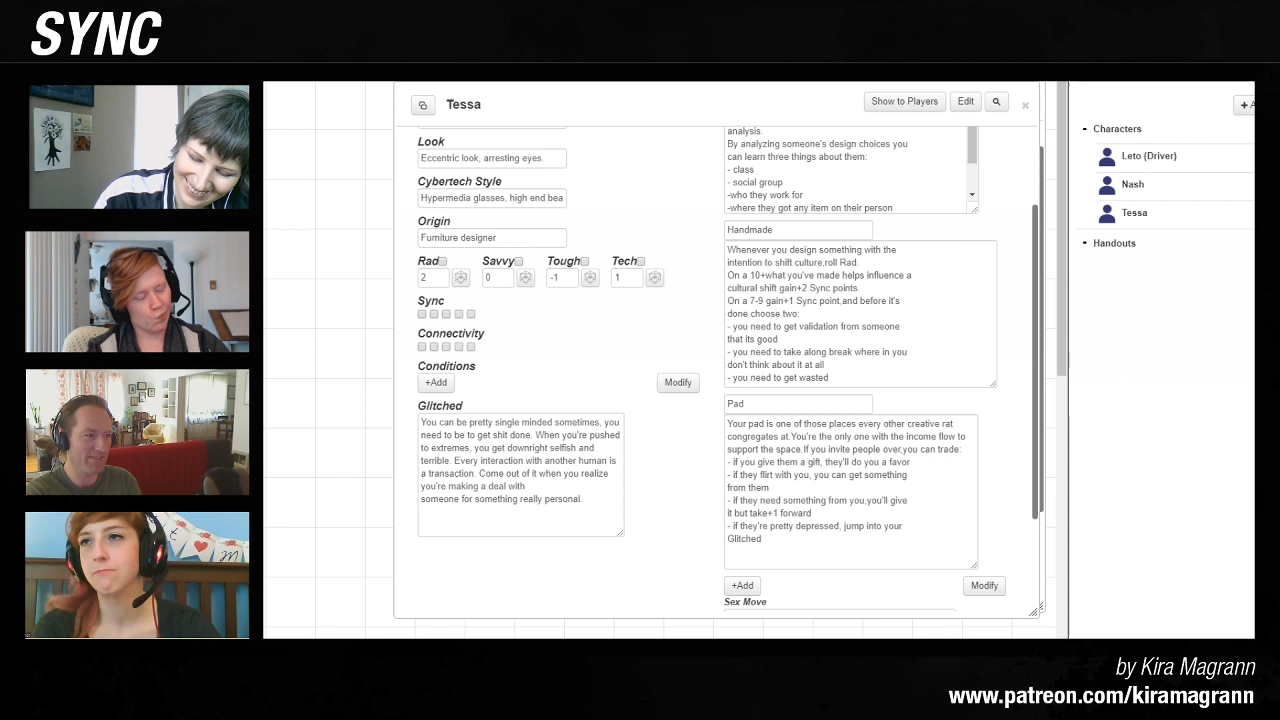 SYNC
Tessa
Show to Players
Edit
Look
Eccentric look, arresting eyes.
Cybertech Style
Hypermedia glasses, high end bea
Origin
Furniture designer
Rad
Savvy
Tough
Tech
2
0
-1
1
Sync
Connectivity
Conditions
+Add
Modify
Glitched
You can be pretty single minded sometimes, you
need to be to get shit done. When you're pushed
to extremes, you get downright selfish and
terrible. Every interaction with another human is
a transaction. Come out of it when you realize
you're making a deal with
someone for something really personal.
analysis.
By analyzing someone's design choices you
can learn three things about them:
- class
- social group
-who they work for
-where they got any item on their person
Handmade
Whenever you design something with the
intention to shift culture,roll Rad.
On a 10+what you've made helps influence a
cultural shift gain+2 Sync points.
On a 7-9 gain+1 Sync point,and before it's
done choose two:
- you need to get validation from someone
that its good
- you need to take along break where in you
don't think about it at all
- you need to get wasted
Pad
Your pad is one of those places every other creative rat
congregates at.You're the only one with the income flow to
support the space.If you invite people over,you can trade:
- if you give them a gift, they'll do you a favor
- if they flirt with you, you can get something
from them
- if they need something from you,you'll give
it but take+1 forward
- if they're pretty depressed, jump into your
Glitched
+Add
Modify
Sex Move
Characters
Leto (Driver)
Nash
Tessa
Handouts
by Kira Magrann
www.patreon.com/kiramagrann